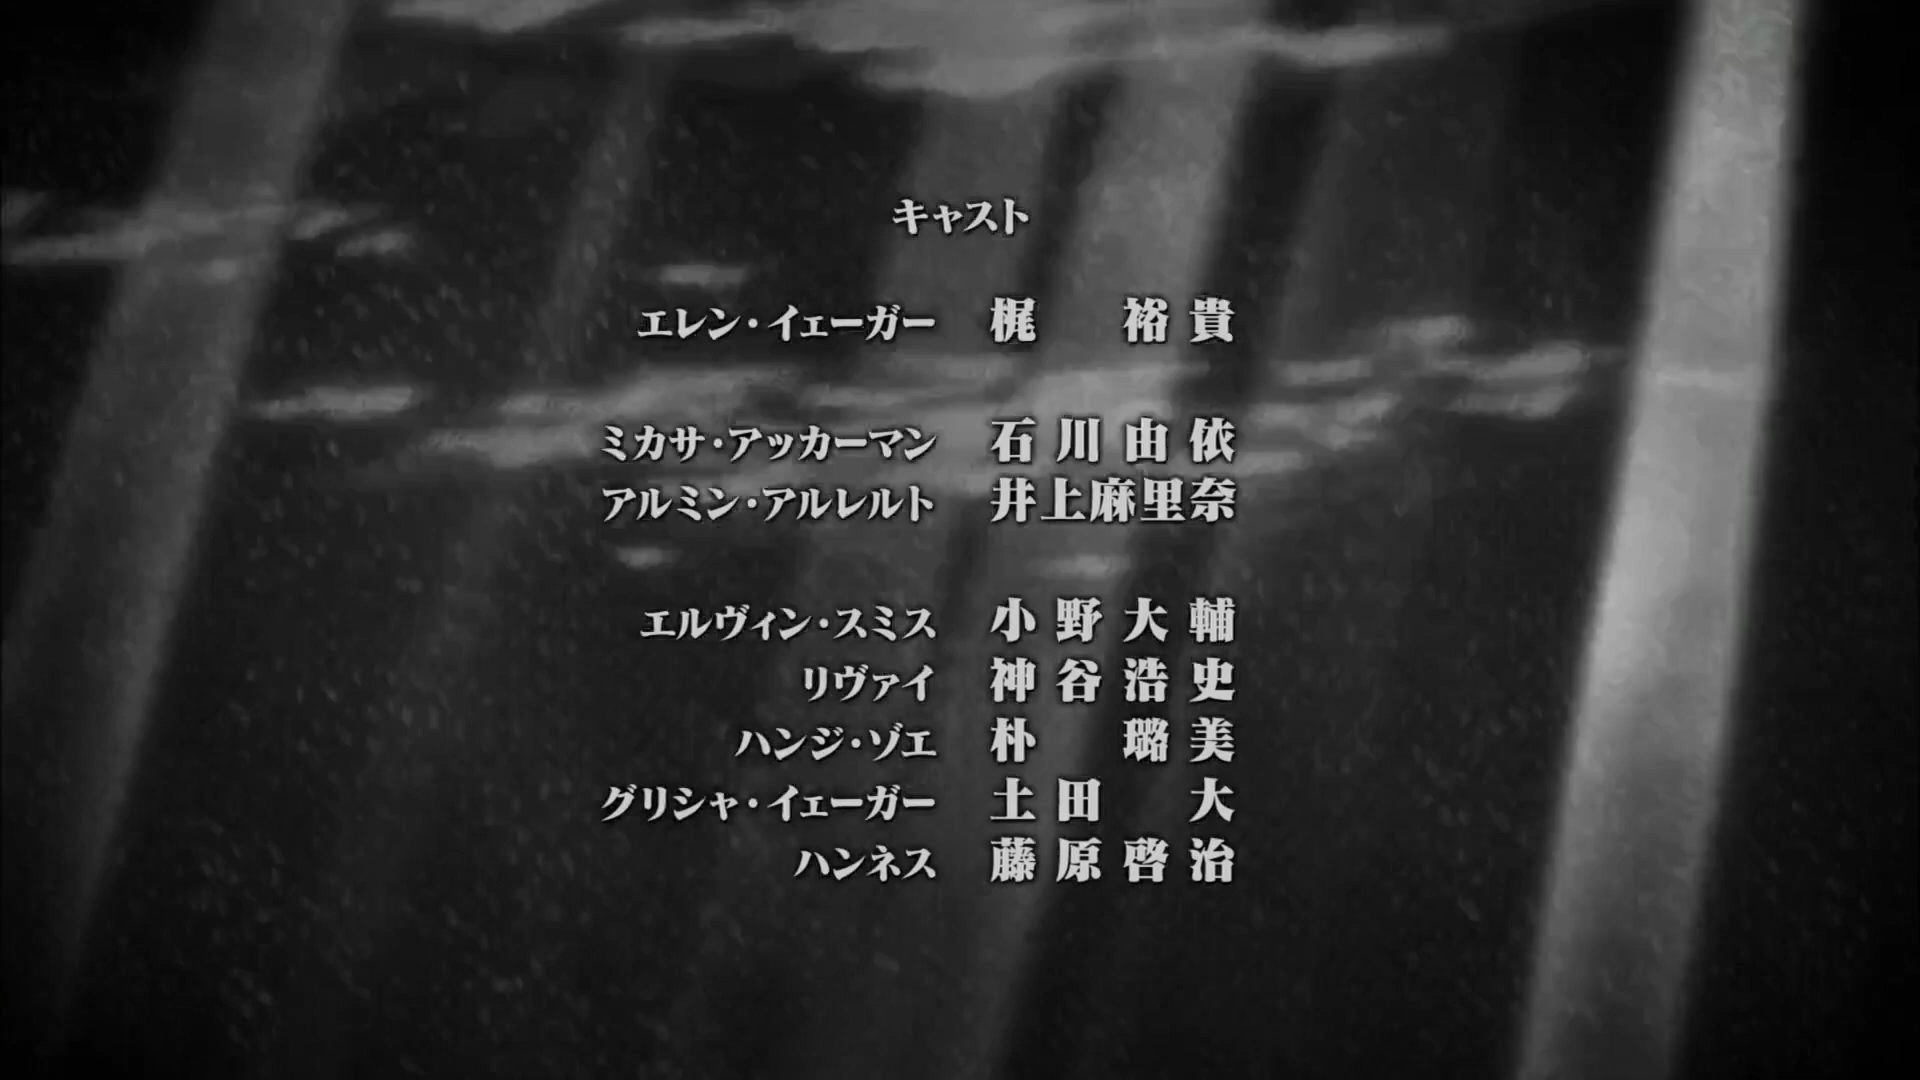 キャスト
エレン・イェーガー 梶 裕貴
ミカサ・アッカーマン 石川由依
アルミン・アルレルト 井上麻里奈
エルヴィン・スミス 小野大輔
リヴァイ 神谷浩史
ハンジ・ゾエ 朴 璐美
グリシャ・イェーガー 土田 大
ハンネス 藤原啓治